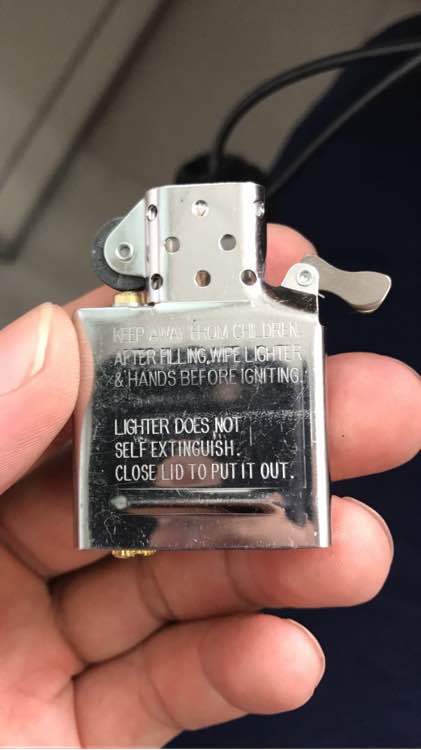 KEEP AWAY FROM CHILDREN.
AFTER FILLING, WIPE LIGHTER
& HANDS BEFORE IGNITING.
LIGHTER DOES NOT
SELF EXTINGUISH.
CLOSE LID TO PUT IT OUT.